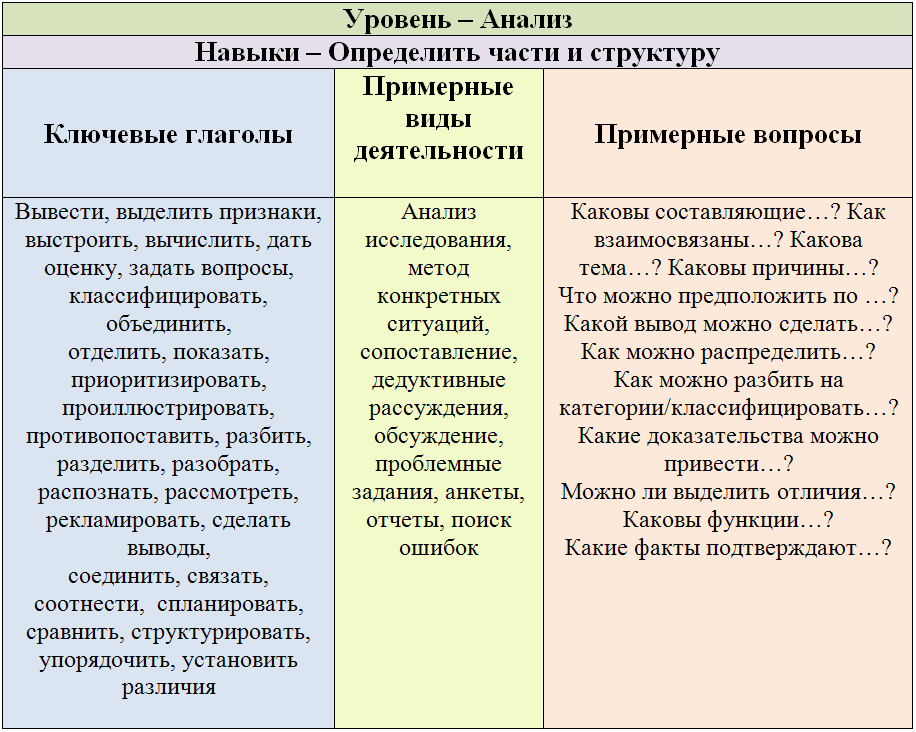 Уровень – Анализ
Навыки – Определить части и структуру
Ключевые глаголы
Примерные
виды
деятельности
Примерные вопросы
Вывести, выделить признаки,
выстроить, вычислить, дать
оценку, задать вопросы,
классифицировать,
объединить,
отделить, показать,
приоритизировать,
проиллюстрировать,
противопоставить, разбить,
разделить, разобрать,
распознать, рассмотреть,
рекламировать, сделать
выводы,
соединить, связать,
соотнести,  спланировать,
сравнить, структурировать,
упорядочить, установить
различия
Анализ
исследования,
метод
конкретных
ситуаций,
сопоставление,
дедуктивные
рассуждения,
обсуждение,
проблемные
задания, анкеты,
отчеты, поиск
ошибок
Каковы составляющие…? Как
взаимосвязаны…? Какова
тема…? Каковы причины…?
Что можно предположить по …?
Какой вывод можно сделать…?
Как можно распределить…?
Как можно разбить на
категории/классифицировать…?
Какие доказательства можно
привести…?
Можно ли выделить отличия…?
Каковы функции…?
Какие факты подтверждают…?